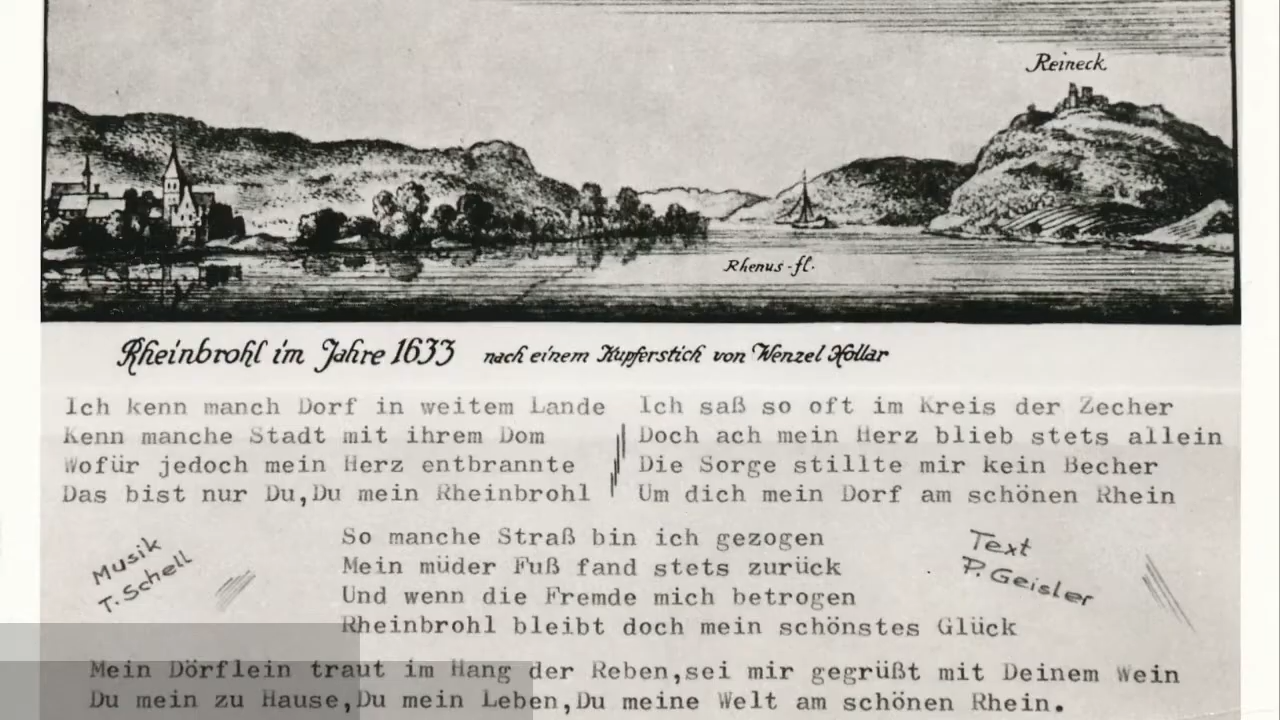 Reineck
Rhenus fl.
Rheinbrohl im Jahre 1633 nach einem Kupferstich von Wenzel Hollar
Ich kenn manch Dorf in weitem Lande
Kenn manche Stadt mit ihrem Dom
Wofür jedoch mein Herz entbrannte
Das bist nur Du,Du mein Rheinbrohl
Ich saß so oft im Kreis der Zecher
Doch ach mein Herz blieb stets allein
Die Sorge stillte mir kein Becher
Um dich mein Dorf am schönen Rhein
Musik
T. Schell
So manche Straß bin ich gezogen
Mein müder Fuß fand stets zurück
Und wenn die Fremde mich betrogen
Rheinbrohl bleibt doch mein schönstes Glück
Text
P. Geisler
Mein Dörflein traut im Hang der Reben,sei mir gegrüßt mit Deinem Wein
Du mein zu Hause,Du mein Leben,Du meine Welt am schönen Rhein.